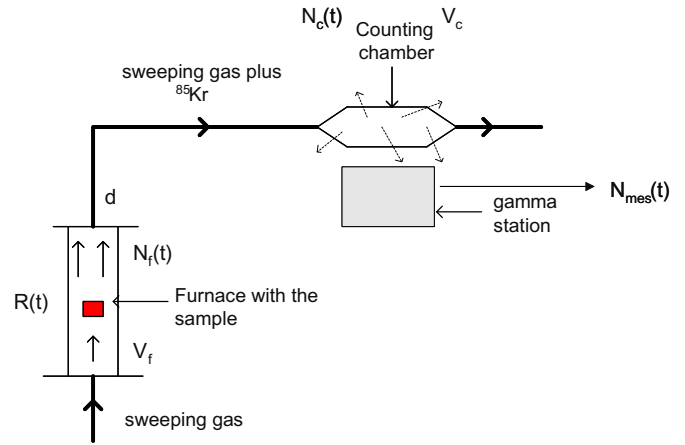 N_c(t) V_c
Counting
chamber
sweeping gas plus
⁸⁵Kr
N_mes(t)
gamma
station
d
N_f(t)
R(t)
Furnace with the
sample
V_f
sweeping gas